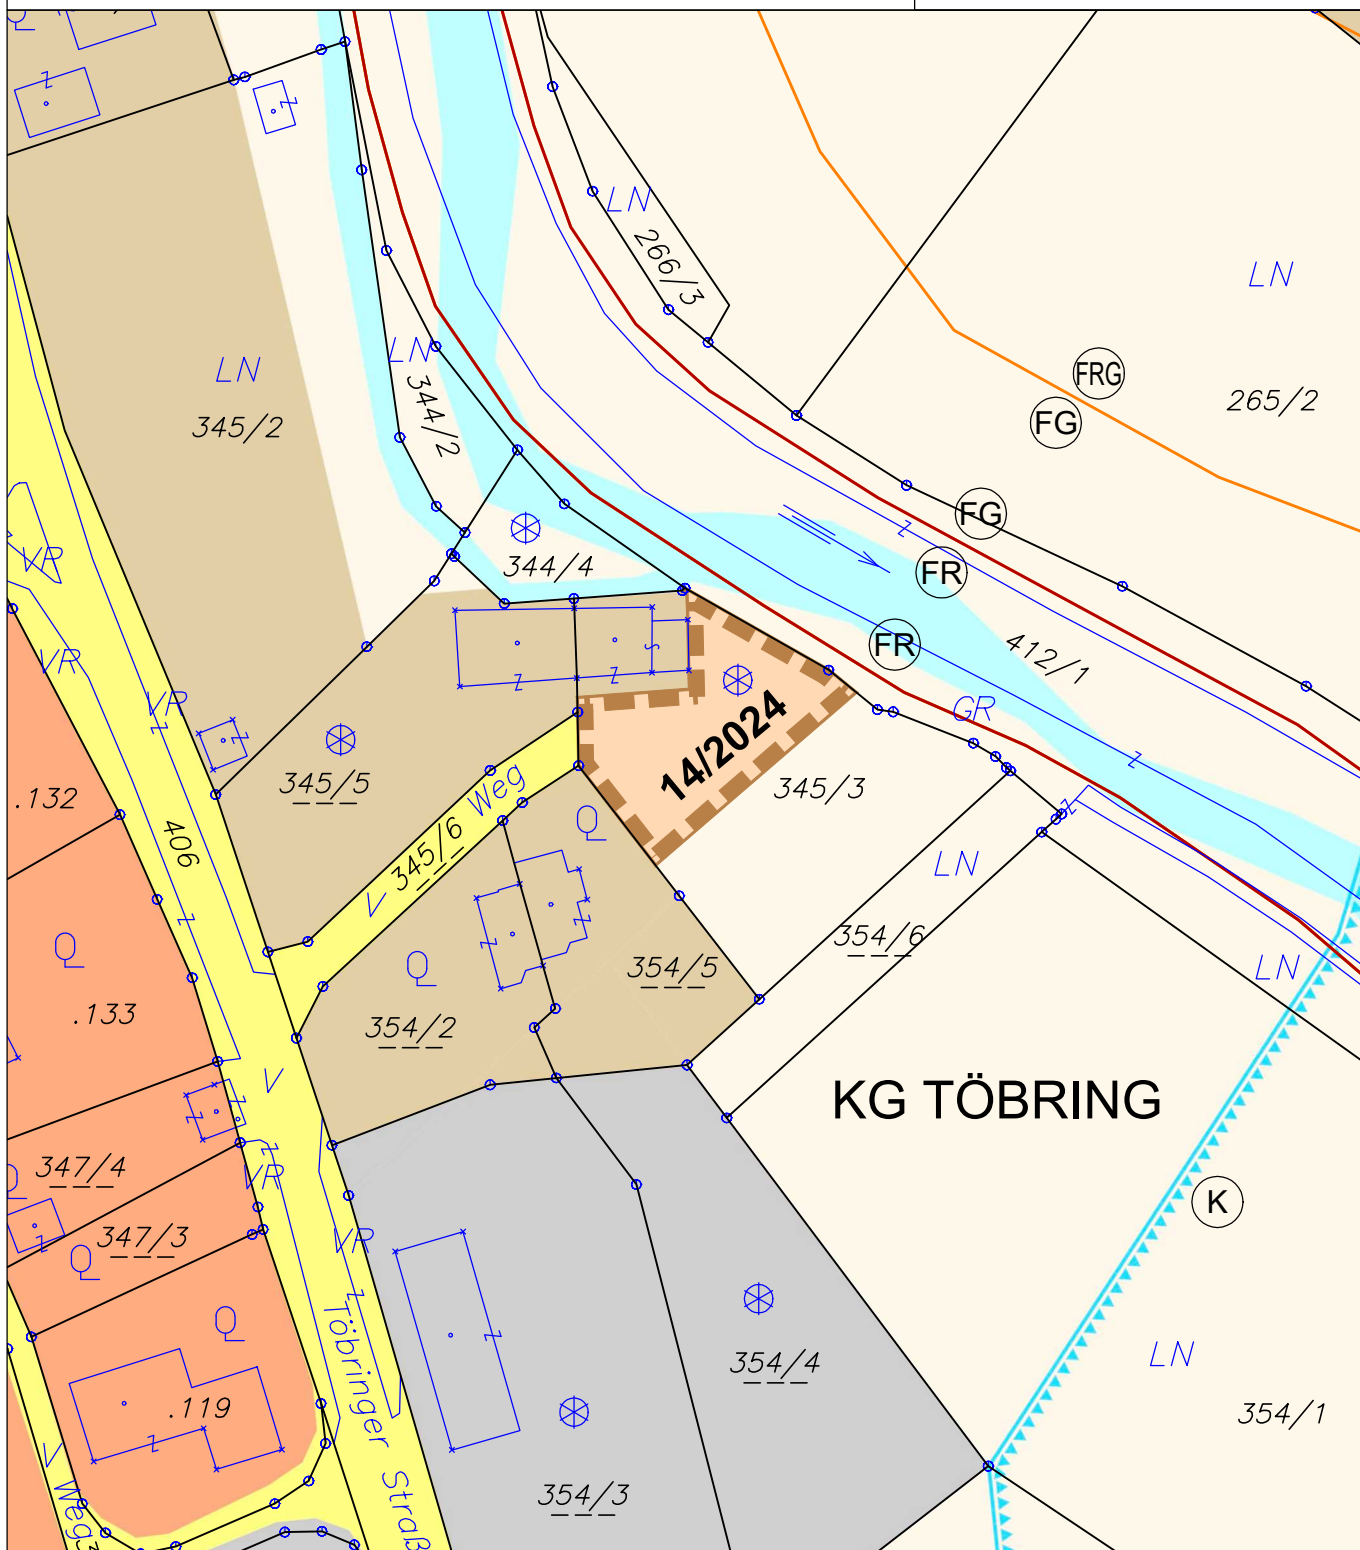 LN
266/3
LN
LN
344/2
FRG
265/2
FG
LN
345/2
FG
FR
344/4
VR
FR
412/1
VR
VR
GR
14/2024
345/5
Weg
345/3
.132
406
V 345/6
LN
354/6
LN
.133
354/5
354/2
V
KG TÖBRING
347/4
VR
K
347/3
VR
Töbringer Straß
LN
354/4
.119
354/1
V Weg
354/3